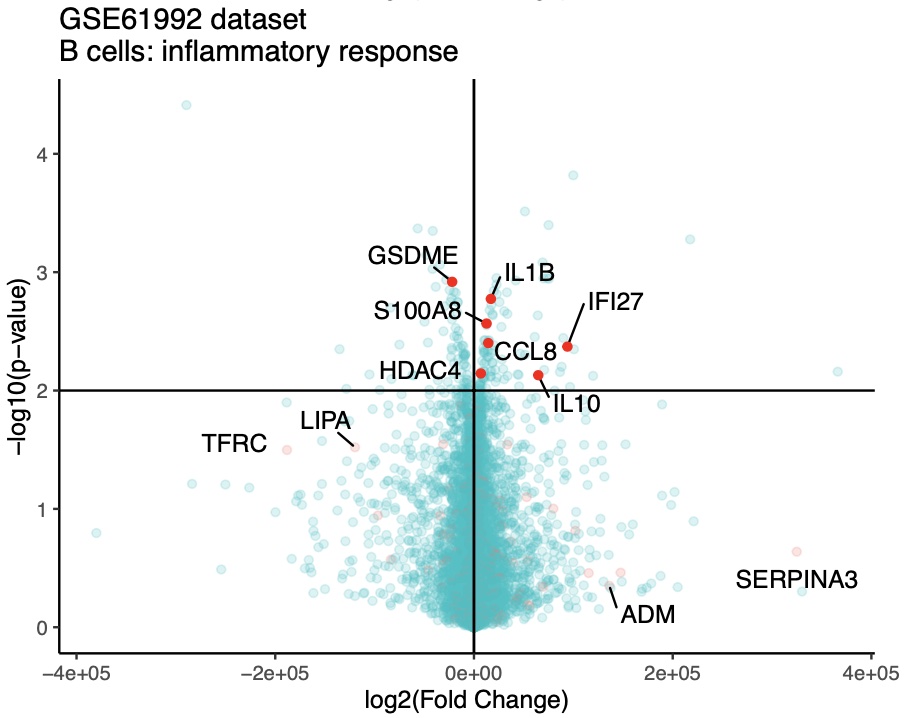 GSE61992 dataset
B cells: inflammatory response
4
3
2
1
0
−log10(p−value)
GSDME
IL1B
S100A8
IFI27
CCL8
HDAC4
IL10
LIPA
TFRC
SERPINA3
ADM
−4e+05
−2e+05
0e+00
2e+05
4e+05
log2(Fold Change)